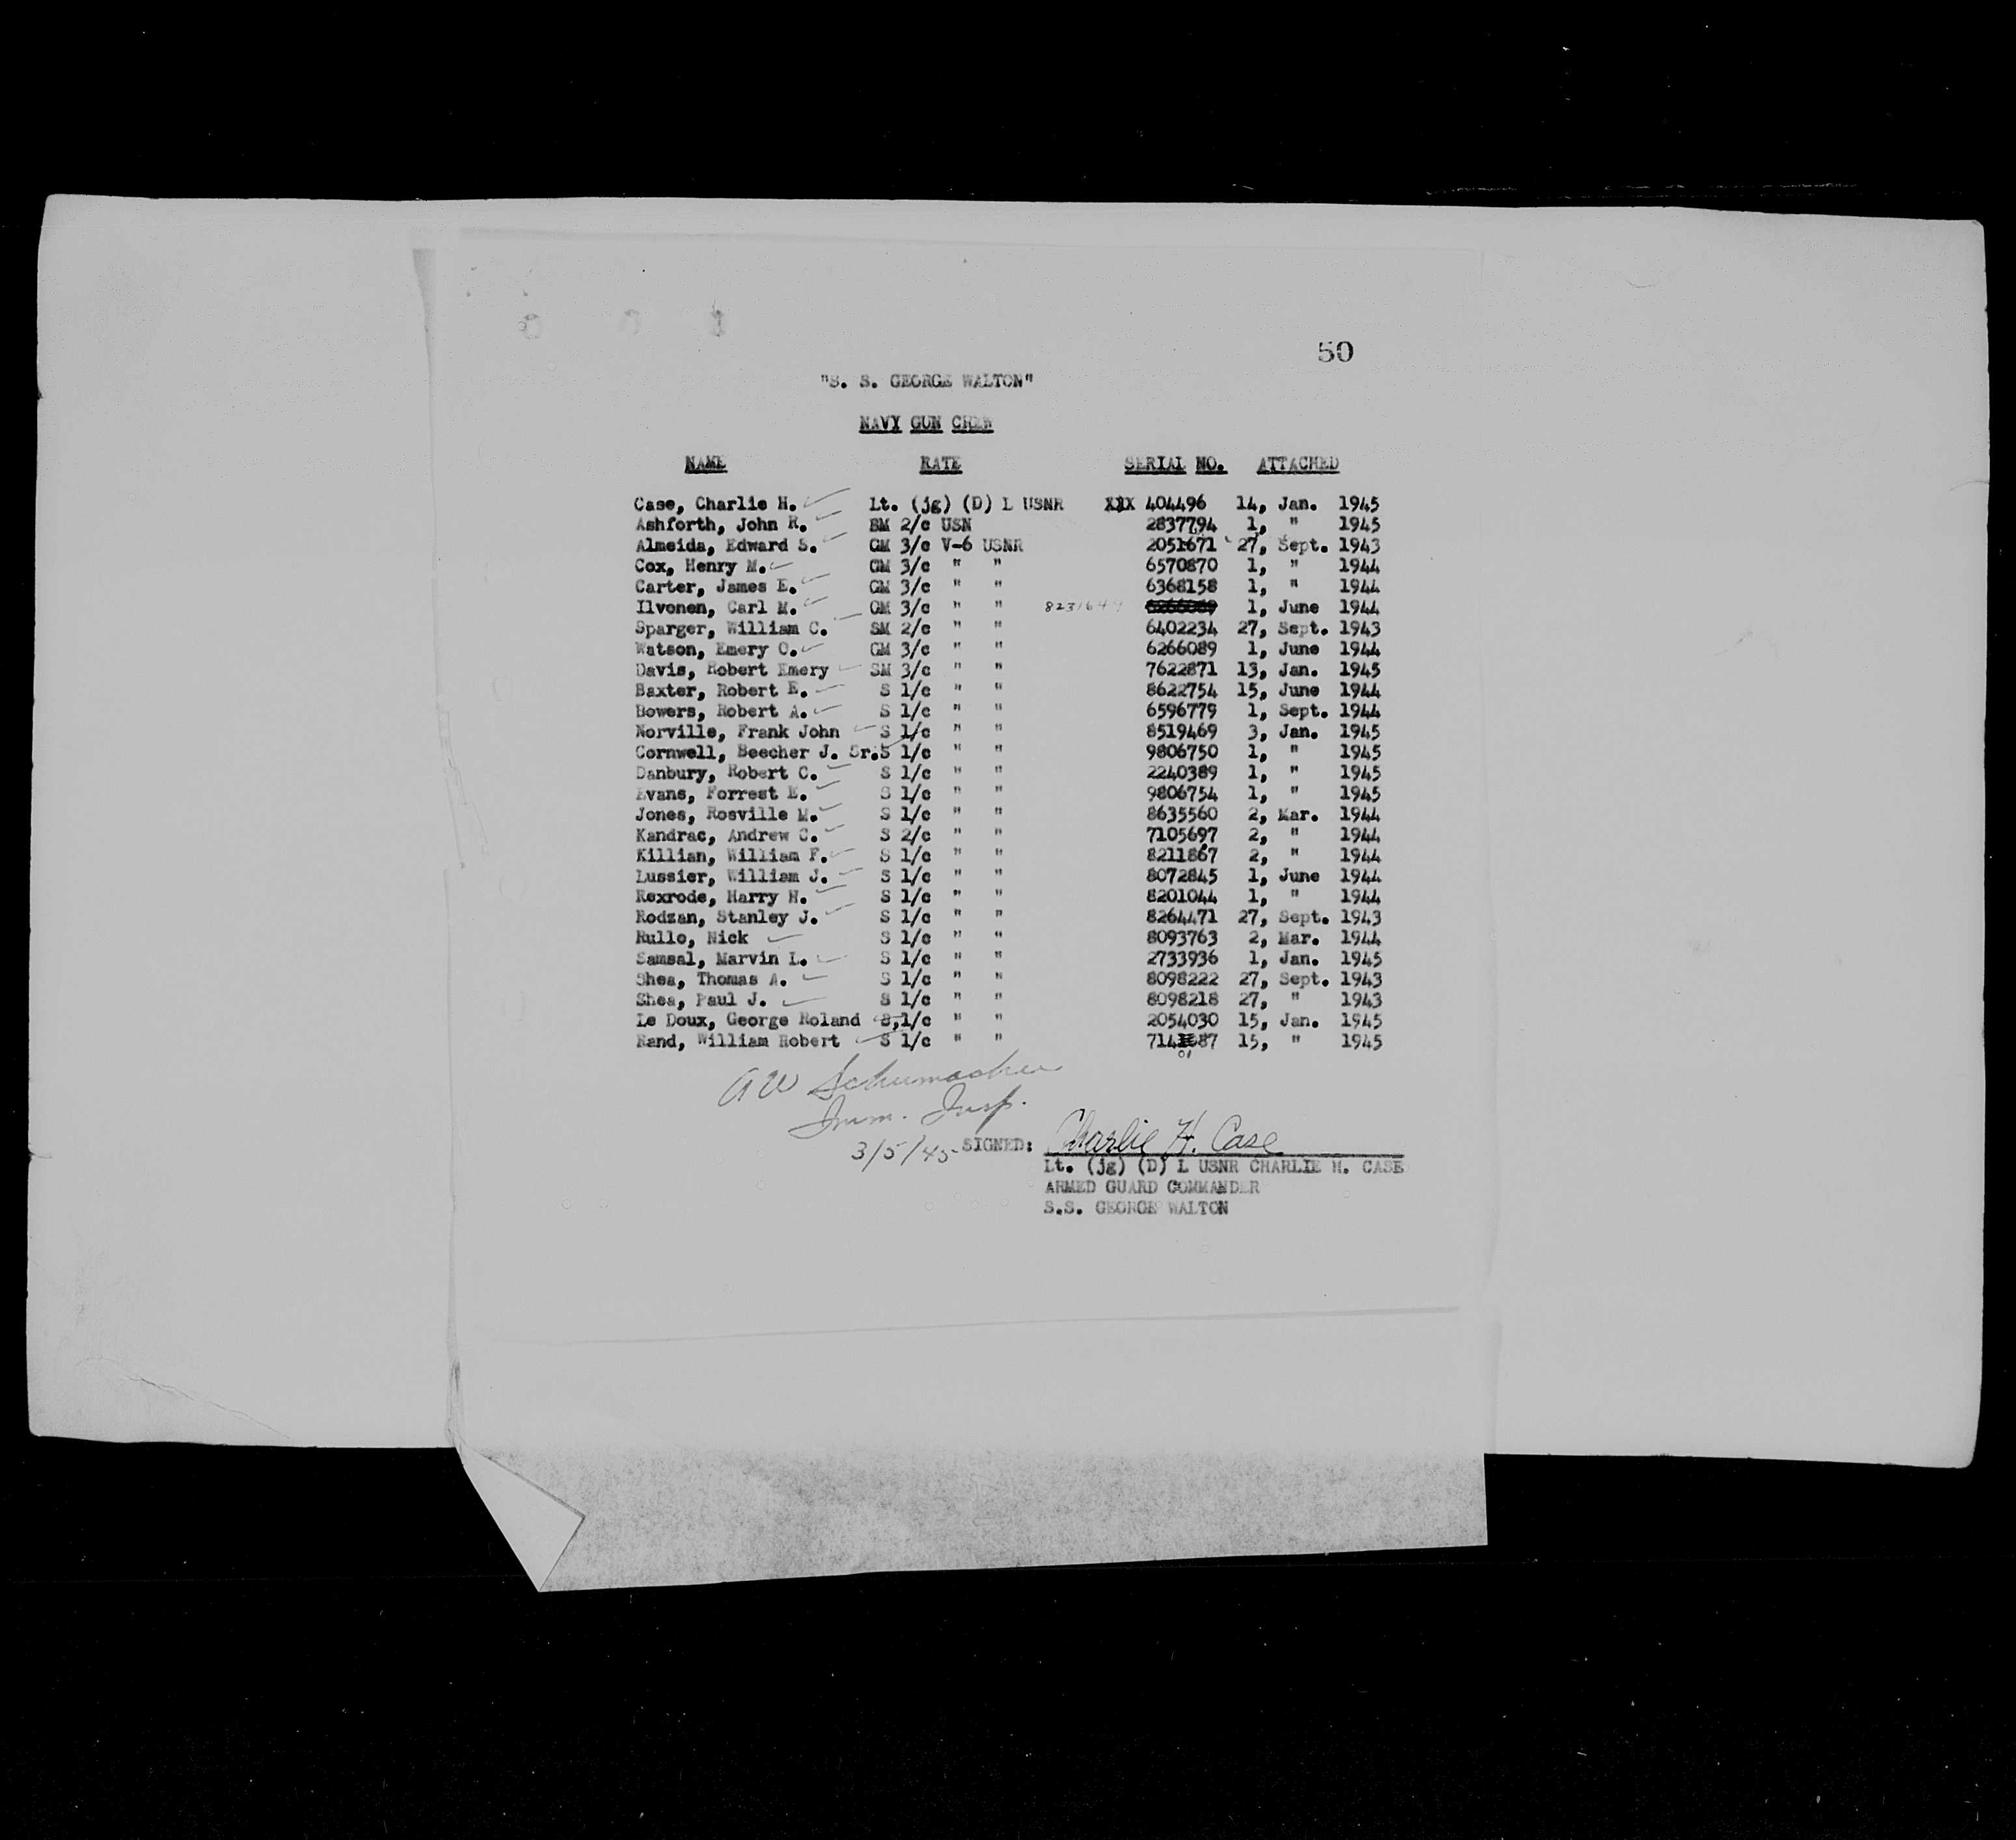 50
"S. S. GEORGE WALTON"
NAVY GUN CREW
NAME RATE SERIAL NO. ATTACHED
Case, Charlie H. Lt. (jg) (D) L USNR XXX 404496 14, Jan. 1945
Ashforth, John R. BM 2/c USN 2837794 1, " 1945
Almeida, Edward S. GM 3/c V-6 USNR 2051671 27, Sept. 1943
Cox, Henry M. GM 3/c " " 6570870 1, " 1944
Carter, James E. GM 3/c " " 6368158 1, " 1944
Ilvonen, Carl M. GM 3/c " " 8231644 6266089 1, June 1944
Sparger, William C. SM 2/c " " 6402234 27, Sept. 1943
Watson, Emery O. GM 3/c " " 6266089 1, June 1944
Davis, Robert Emery SM 3/c " " 7622871 13, Jan. 1945
Baxter, Robert E. S 1/c " " 8622754 15, June 1944
Bowers, Robert A. S 1/c " " 6596779 1, Sept. 1944
Norville, Frank John S 1/c " " 8519469 3, Jan. 1945
Cornwell, Beecher J. Sr. S 1/c " " 9806750 1, " 1945
Danbury, Robert C. S 1/c " " 2240389 1, " 1945
Evans, Forrest E. S 1/c " " 9806754 1, " 1945
Jones, Rosville M. S 1/c " " 8635560 2, Mar. 1944
Kandrac, Andrew C. S 2/c " " 7105697 2, " 1944
Killian, William F. S 1/c " " 8211867 2, " 1944
Lussier, William J. S 1/c " " 8072845 1, June 1944
Rexrode, Harry H. S 1/c " " 8201044 1, " 1944
Rodzan, Stanley J. S 1/c " " 8264471 27, Sept. 1943
Rullo, Nick S 1/c " " 8093763 2, Mar. 1944
Samsal, Marvin L. S 1/c " " 2733936 1, Jan. 1945
Shea, Thomas A. S 1/c " " 8098222 27, Sept. 1943
Shea, Paul J. S 1/c " " 8098218 27, " 1943
Le Doux, George Roland S,1/c " " 2054030 15, Jan. 1945
Rand, William Robert S 1/c " " 15, " 1945
01
AW Schumacher
Imm. Insp.
3/5/45 SIGNED: Charlie H. Case
Lt. (jg) (D) L USNR CHARLIE H. CASE
ARMED GUARD COMMANDER
S.S. GEORGE WALTON